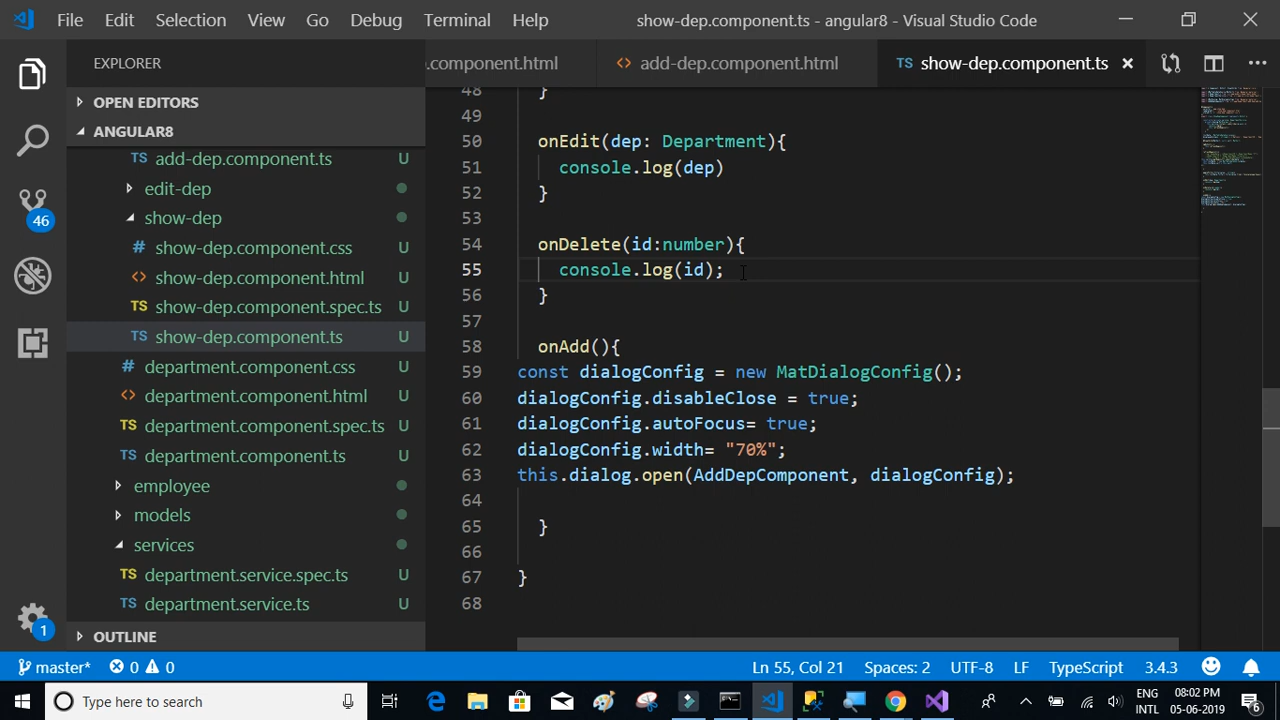 File Edit Selection View Go Debug Terminal Help show-dep.component.ts - angular8 - Visual Studio Code
EXPLORER
.component.html
add-dep.component.html
TS show-dep.component.ts
OPEN EDITORS
ANGULAR8
TS add-dep.component.ts U
edit-dep
show-dep
# show-dep.component.css U
show-dep.component.html U
TS show-dep.component.spec.ts U
TS show-dep.component.ts U
# department.component.css U
department.component.html U
TS department.component.spec.ts U
TS department.component.ts U
employee
models
services
TS department.service.spec.ts U
TS department.service.ts U
OUTLINE
46
1
48 }
49
50 onEdit(dep: Department){
51 console.log(dep)
52 }
53
54 onDelete(id:number){
55 console.log(id);
56 }
57
58 onAdd(){
59 const dialogConfig = new MatDialogConfig();
60 dialogConfig.disableClose = true;
61 dialogConfig.autoFocus= true;
62 dialogConfig.width= "70%";
63 this.dialog.open(AddDepComponent, dialogConfig);
64
65 }
66
67 }
68
master* 0 0 Ln 55, Col 21 Spaces: 2 UTF-8 LF TypeScript 3.4.3
Type here to search
ENG 08:02 PM
INTL 05-06-2019
6